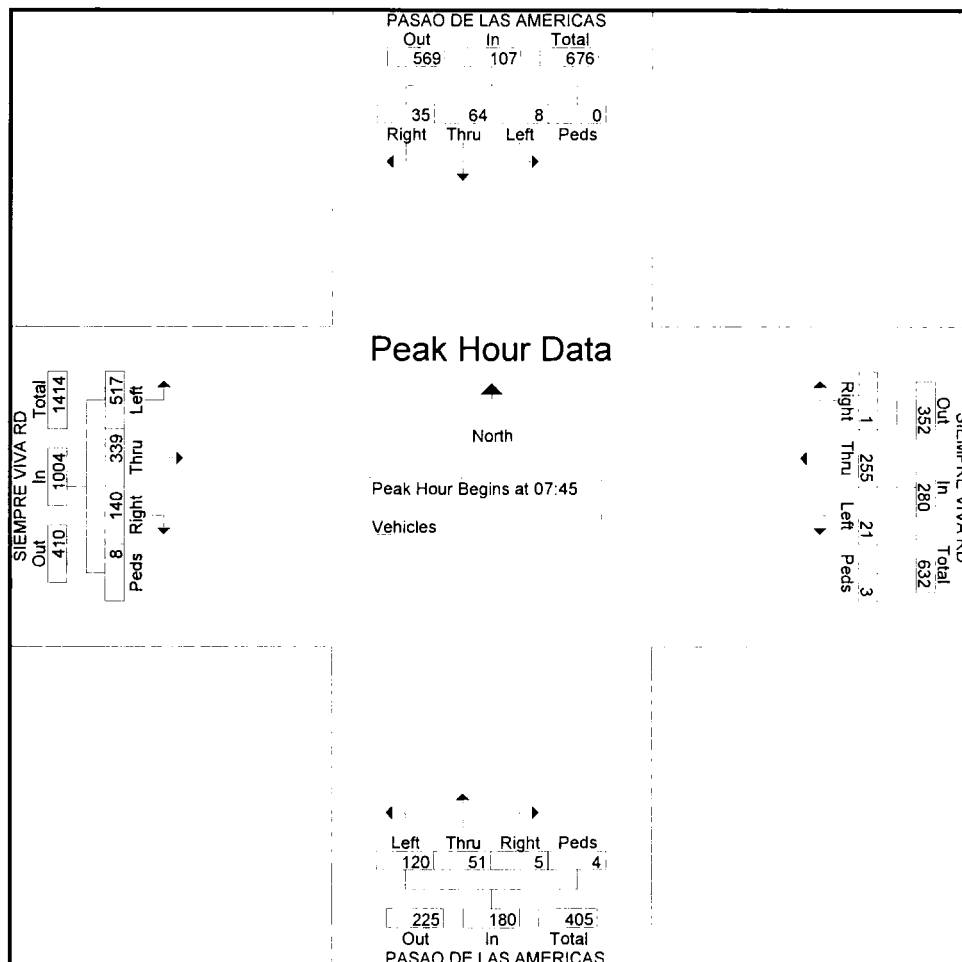 PASAO DE LAS AMERICAS
Out In Total
569 107 676
35 64 8 0
Right Thru Left Peds
Peak Hour Data
North
Peak Hour Begins at 07:45
Vehicles
SIEMPRE VIVA RD
Out In Total
410 1004 1414
8 140 339 517
Peds Right Thru Left
Right Thru Left Peds
1 255 21 3
352 280 632
Out In Total
SIEMPRE VIVA RD
Left Thru Right Peds
120 51 5 4
225 180 405
Out In Total
PASAO DE LAS AMERICAS